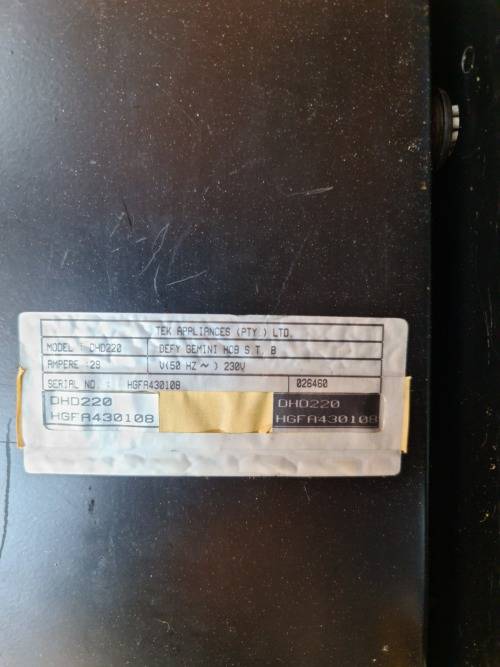 TEK APPLIANCES (PTY ) LTD.
MODEL : DHD220 DEFY GEMINI HOB S.T. B
AMPERE :29 V(50 HZ ~ ) 230V
SERIAL NO. : HGFA430108 026460
DHD220 DHD220
HGFA430108 HGFA430108